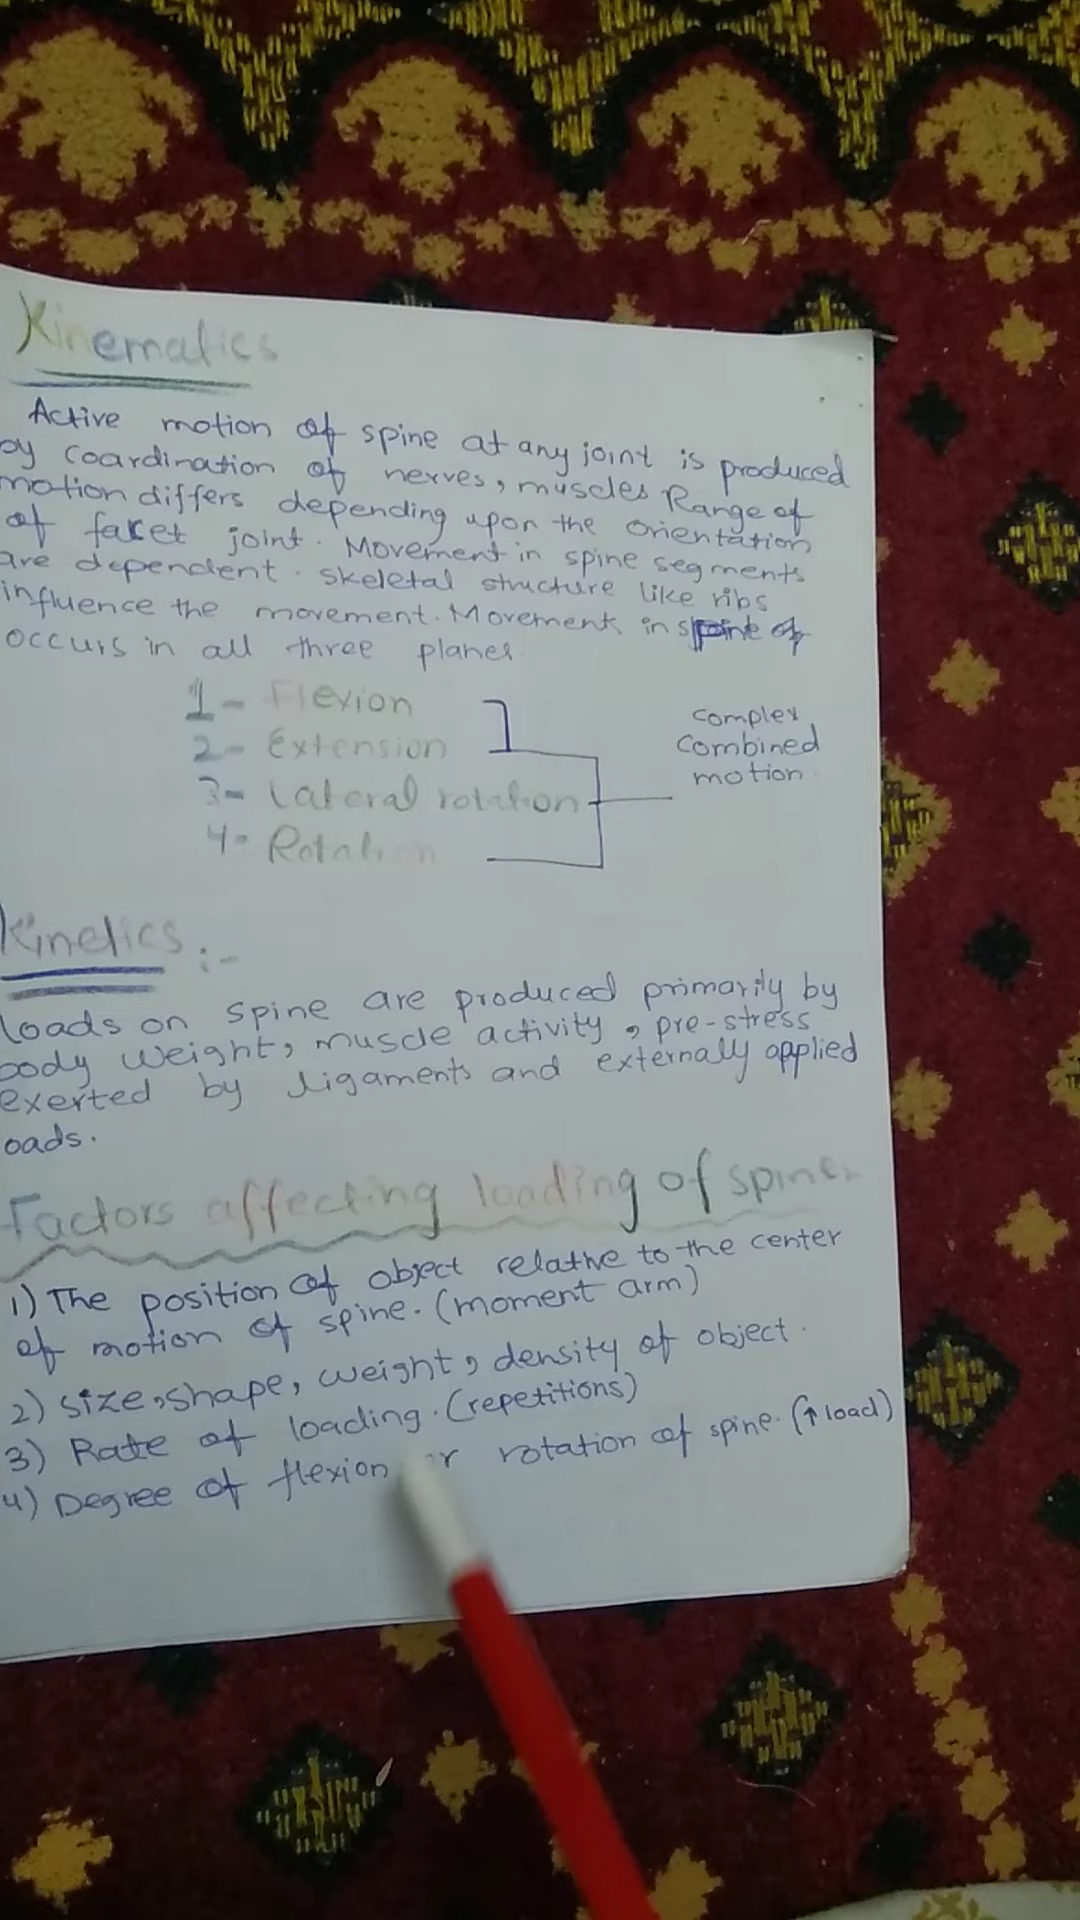 Kinematics
Active motion of spine at any joint is produced
by coardination of nerves, muscles Range of
motion differs depending upon the orientation
of facet joint. Movement in spine segments
are dependent. skeletal structure like ribs
influence the movement. Movement in spine of
occurs in all three planes
1- Flexion
2- Extension
3- Lateral rotation
4- Rotation
complex
combined
motion
Kinetics :-
loads on spine are produced primarily by
body weight, muscle activity, pre-stress
exerted by ligaments and externally applied
oads.
Factors affecting loading of spine.
1) The position of object relative to the center
of motion of spine. (moment arm)
2) size, shape, weight, density of object.
3) Rate of loading. (repetitions)
4) Degree of flexion or rotation of spine. (↑ load)